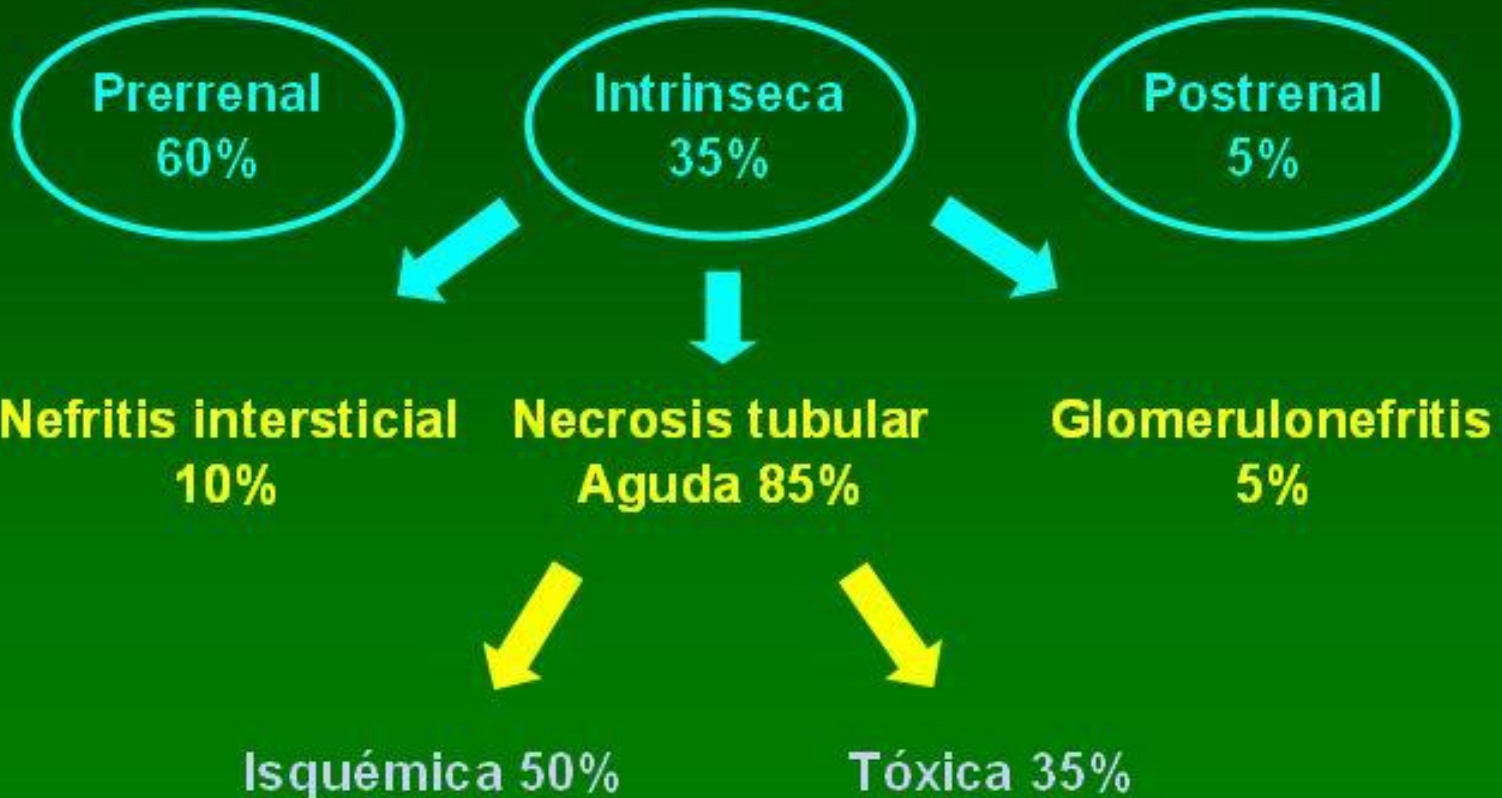 Prerrenal
60%
Intrinseca
35%
Postrenal
5%
Nefritis intersticial
10%
Necrosis tubular
Aguda 85%
Glomerulonefritis
5%
Isquémica 50%
Tóxica 35%